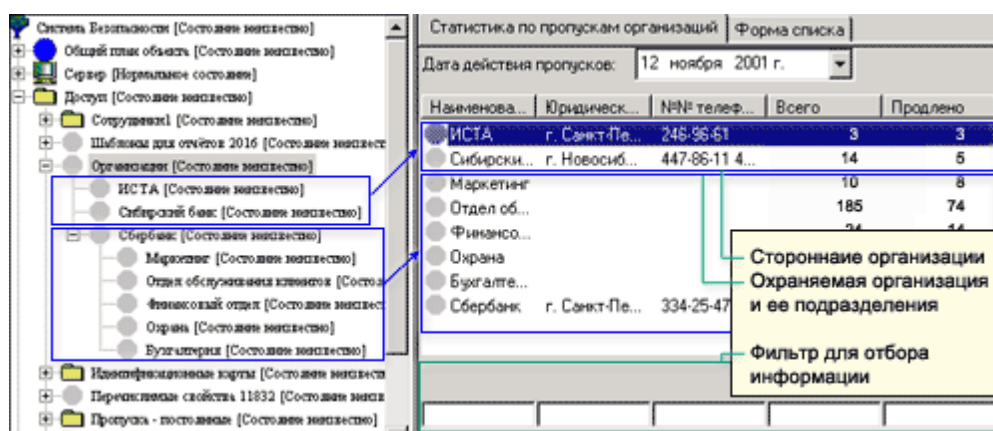 Система Безопасности [Состояние неизвестно]
Общий план объекта [Состояние неизвестно]
Сервер [Нормальное состояние]
Доступ [Состояние неизвестно]
Сотрудники1 [Состояние неизвестно]
Шаблоны для отчётов 2016 [Состояние неизвест
Организации [Состояние неизвестно]
ИСТА [Состояние неизвестно]
Сибирский банк [Состояние неизвестно]
Сбербанк [Состояние неизвестно]
Маркетинг [Состояние неизвестно]
Отдел обслуживания клиентов [Состоя
Финансовый отдел [Состояние неизвест
Охрана [Состояние неизвестно]
Бухгалтерия [Состояние неизвестно]
Идентификационные карты [Состояние неизвестн
Перечисляемые свойства 11832 [Состояние неизв
Пропуска - постоянные [Состояние неизвестно]
Статистика по пропускам организаций
Форма списка
Дата действия пропусков: 12 ноября 2001 г.
Наименова... Юридическ... №№ телеф... Всего Продлено
ИСТА г. Санкт-Пе... 246-96-61 3 3
Сибирски... г. Новосиб... 447-86-11 4... 14 5
Маркетинг 10 8
Отдел об... 185 74
Финансо... 24 14
Охрана
Бухгалте...
Сбербанк г. Санкт-Пе... 334-25-47
Стороннаие организации
Охраняемая организация
и ее подразделения
Фильтр для отбора
информации